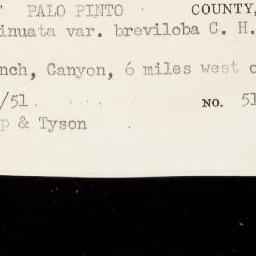 PALO PINTO COUNTY,
inuata var. breviloba C. H.
nch, Canyon, 6 miles west
/51. NO. 51
p & Tyson